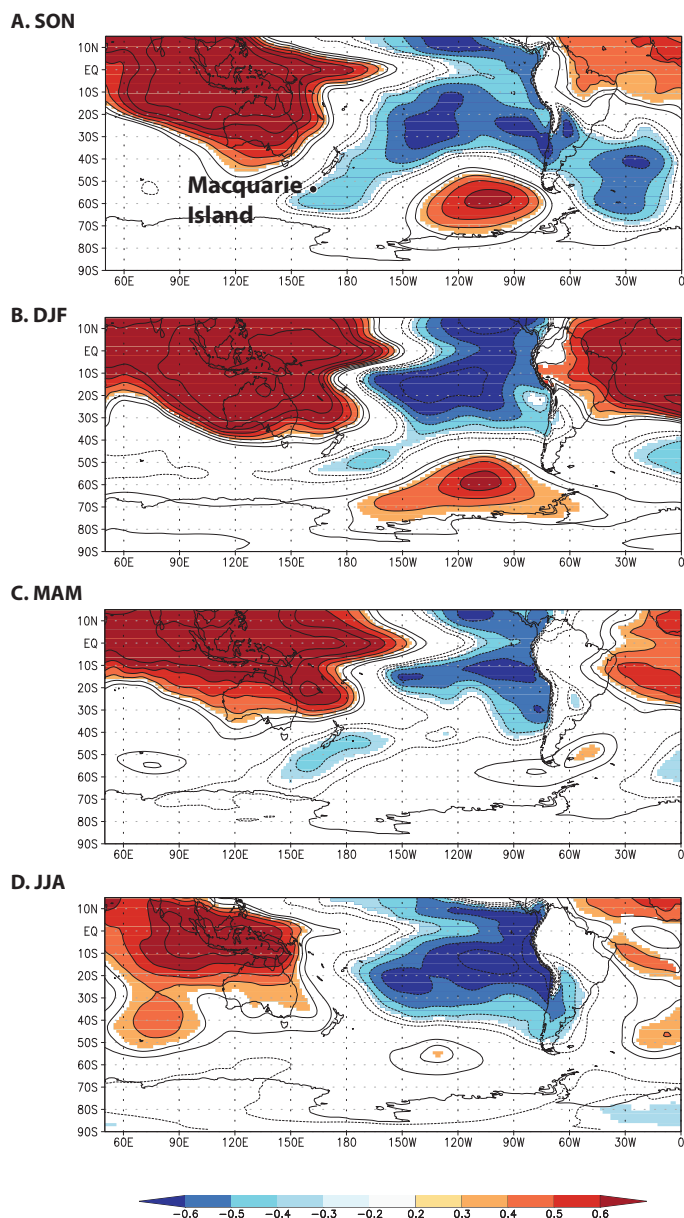 A. SON
10N
EQ
10S
20S
30S
40S
50S
60S
70S
80S
90S
Macquarie
Island
60E 90E 120E 150E 180 150W 120W 90W 60W 30W 0
B. DJF
10N
EQ
10S
20S
30S
40S
50S
60S
70S
80S
90S
60E 90E 120E 150E 180 150W 120W 90W 60W 30W 0
C. MAM
10N
EQ
10S
20S
30S
40S
50S
60S
70S
80S
90S
60E 90E 120E 150E 180 150W 120W 90W 60W 30W 0
D. JJA
10N
EQ
10S
20S
30S
40S
50S
60S
70S
80S
90S
60E 90E 120E 150E 180 150W 120W 90W 60W 30W 0
-0.6 -0.5 -0.4 -0.3 -0.2 0.2 0.3 0.4 0.5 0.6